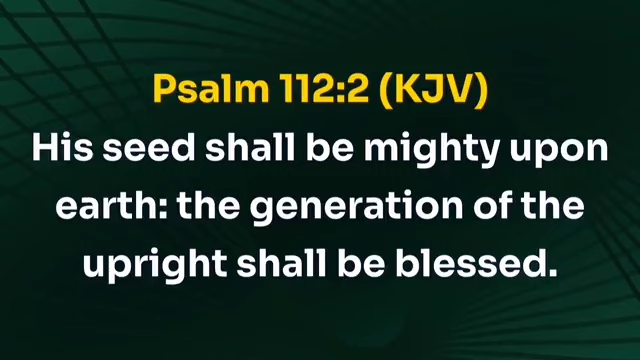 Psalm 112:2 (KJV)
His seed shall be mighty upon
earth: the generation of the
upright shall be blessed.